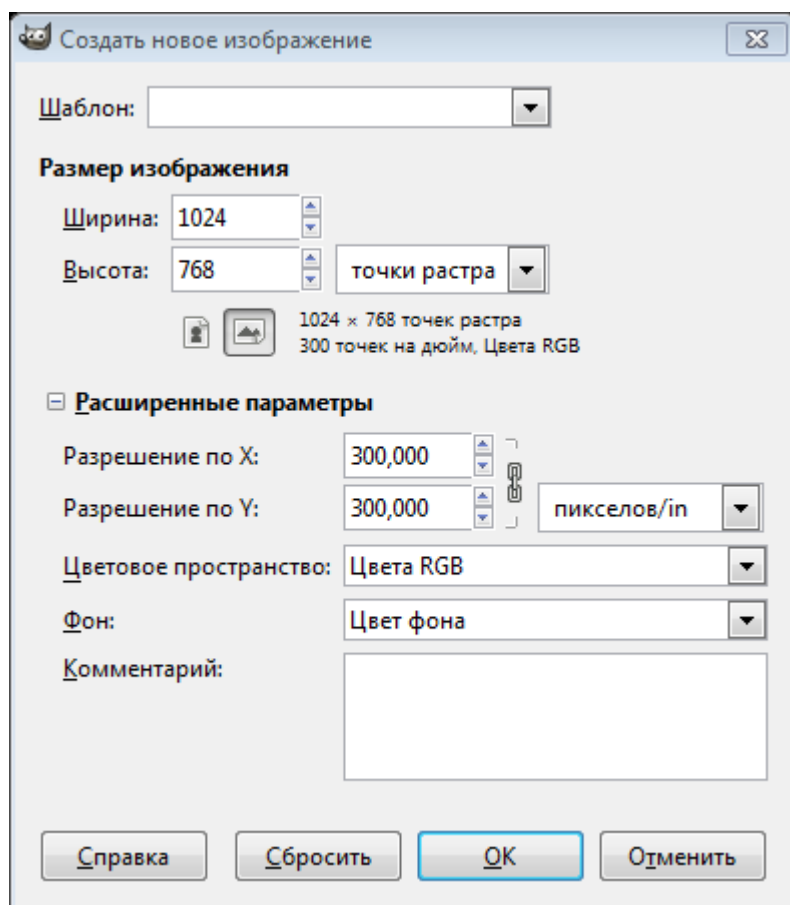 Создать новое изображение
Шаблон:
Размер изображения
Ширина: 1024
Высота: 768 точки растра
1024 × 768 точек растра
300 точек на дюйм, Цвета RGB
Расширенные параметры
Разрешение по X: 300,000
Разрешение по Y: 300,000 пикселов/in
Цветовое пространство: Цвета RGB
Фон: Цвет фона
Комментарий:
Справка Сбросить OK Отменить